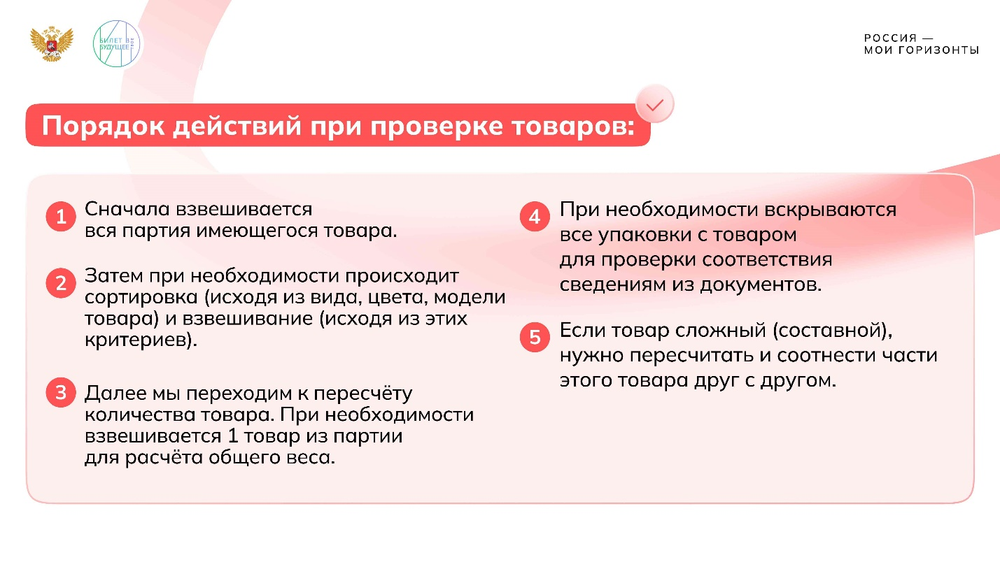 БИЛЕТ В
БУДУЩЕЕ
РОССИЯ —
МОИ ГОРИЗОНТЫ
Порядок действий при проверке товаров:
1
Сначала взвешивается
вся партия имеющегося товара.
2
Затем при необходимости происходит
сортировка (исходя из вида, цвета, модели
товара) и взвешивание (исходя из этих
критериев).
3
Далее мы переходим к пересчёту
количества товара. При необходимости
взвешивается 1 товар из партии
для расчёта общего веса.
4
При необходимости вскрываются
все упаковки с товаром
для проверки соответствия
сведениям из документов.
5
Если товар сложный (составной),
нужно пересчитать и соотнести части
этого товара друг с другом.